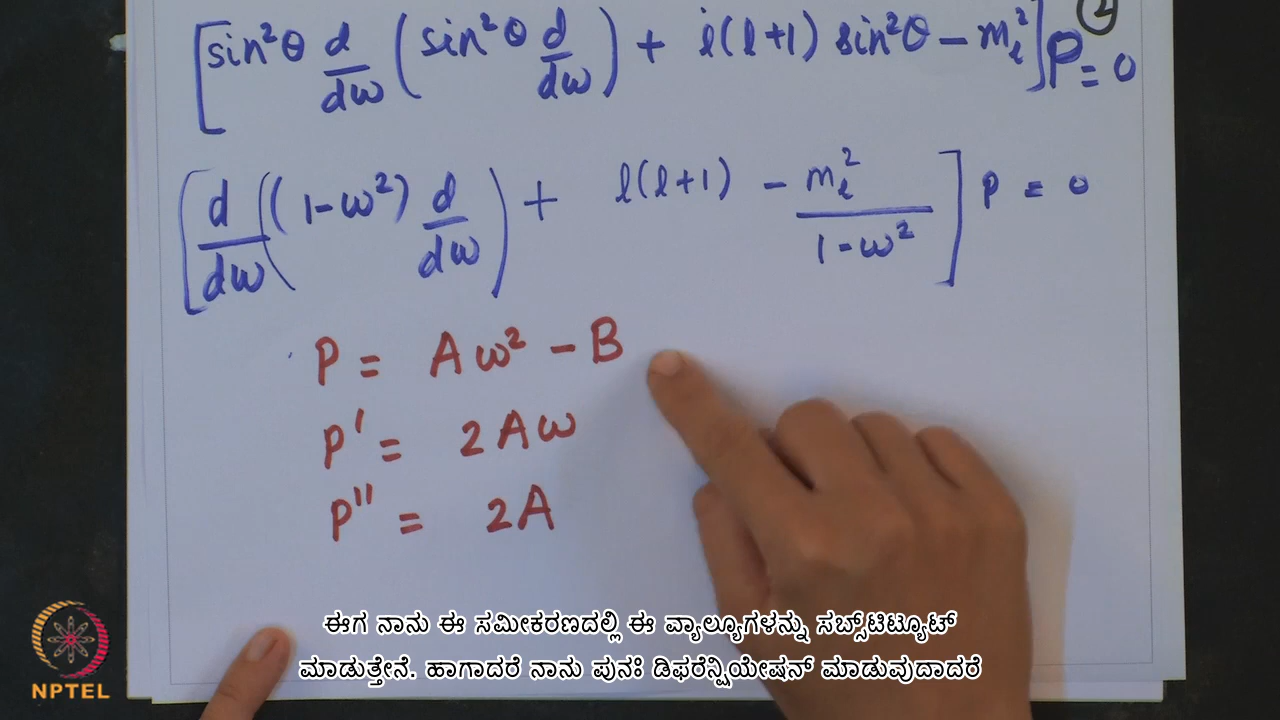 [sin²θ d/dω (sin²θ d/dω) + l(l+1) sin²θ − m_l²] P = 0 ②
[d/dω ((1-ω²) d/dω) + l(l+1) − m_l²/(1-ω²)] P = 0
P = Aω² − B
P' = 2Aω
P'' = 2A
ಈಗ ನಾನು ಈ ಸಮೀಕರಣದಲ್ಲಿ ಈ ವ್ಯಾಲ್ಯೂಗಳನ್ನು ಸಬ್ಸ್ಟಿಟ್ಯೂಟ್
ಮಾಡುತ್ತೇನೆ. ಹಾಗಾದರೆ ನಾನು ಪುನಃ ಡಿಫರೆನ್ಷಿಯೇಷನ್ ಮಾಡುವುದಾದರೆ
NPTEL